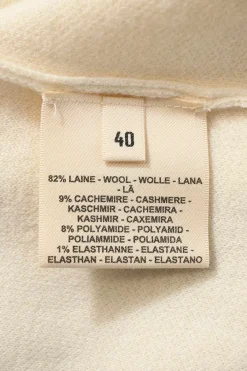 40
82% LAINE - WOOL - WOLLE - LANA
- LÃ
9% CACHEMIRE - CASHMERE -
KASCHMIR - CACHEMIRA -
KASHMIR - CAXEMIRA
8% POLYAMIDE - POLYAMID -
POLIAMMIDE - POLIAMIDA
1% ELASTHANNE - ELASTANE -
ELASTHAN - ELASTAN - ELASTANO